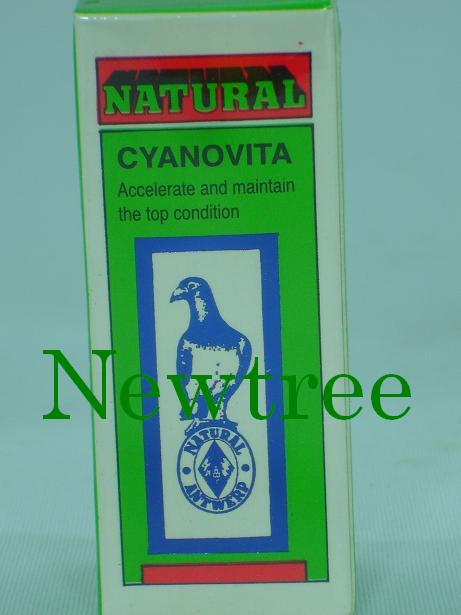 NATURAL
CYANOVITA
Accelerate and maintain
the top condition
Newtree
NATURAL
ANTWERP